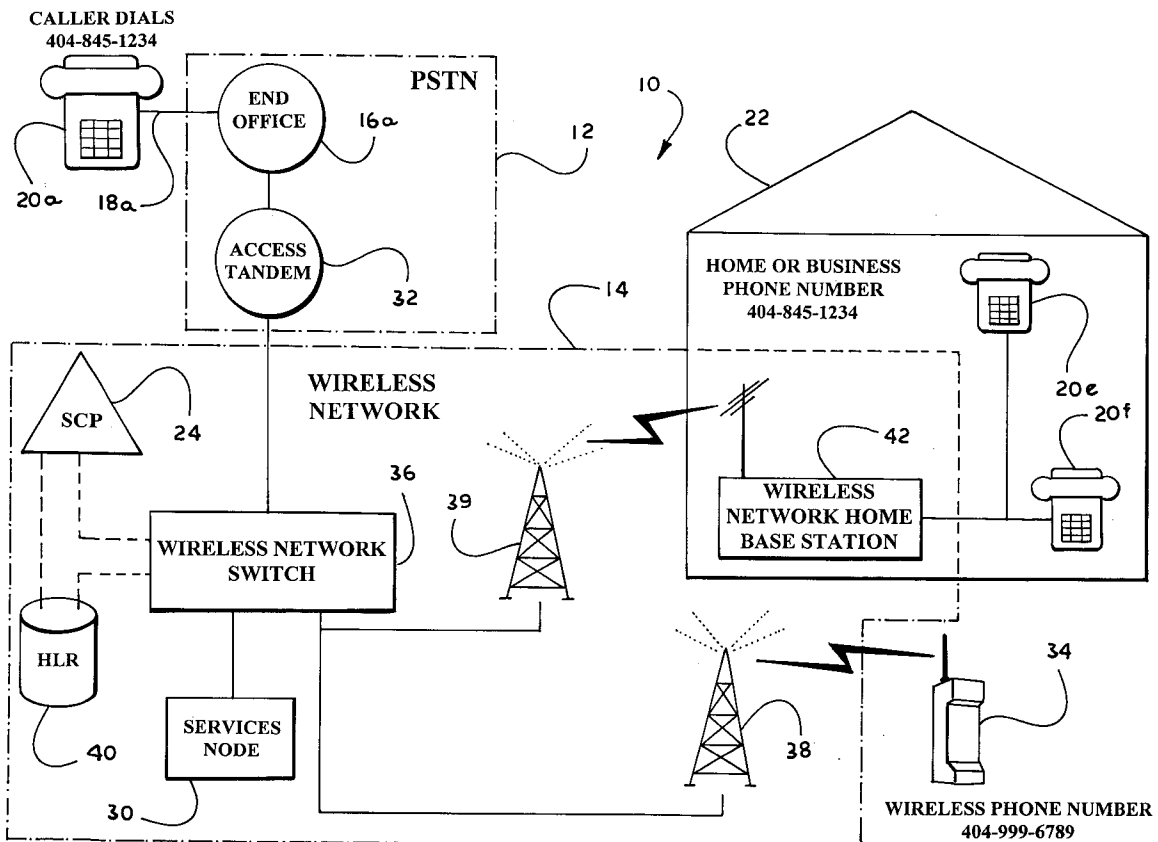 CALLER DIALS
404-845-1234
PSTN
END
OFFICE
16a
12
10
22
20a
18a
ACCESS
TANDEM
32
14
HOME OR BUSINESS
PHONE NUMBER
404-845-1234
20e
20f
WIRELESS
NETWORK
SCP
24
36
39
42
WIRELESS
NETWORK HOME
BASE STATION
WIRELESS NETWORK
SWITCH
HLR
40
SERVICES
NODE
30
38
34
WIRELESS PHONE NUMBER
404-999-6789